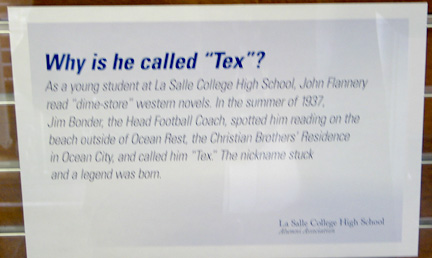 Why is he called "Tex"?
As a young student at La Salle College High School, John Flannery
read "dime-store" western novels. In the summer of 1937,
Jim Bonder, the Head Football Coach, spotted him reading on the
beach outside of Ocean Rest, the Christian Brothers' Residence
in Ocean City, and called him "Tex." The nickname stuck
and a legend was born.
La Salle College High School
Alumni Association